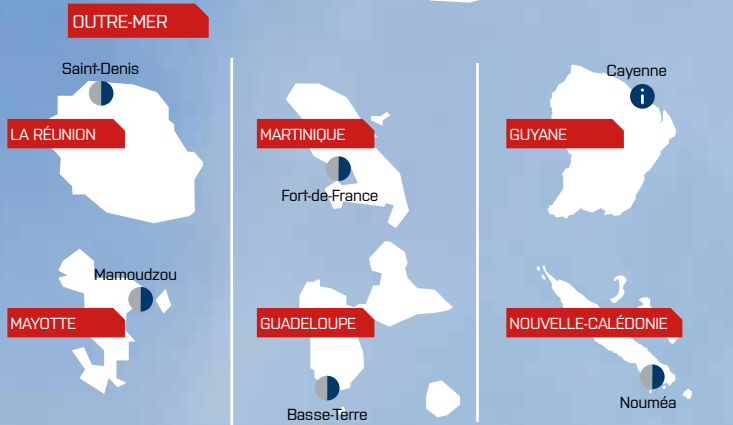 OUTRE-MER
Saint-Denis
LA RÉUNION
MARTINIQUE
Fort-de-France
Cayenne
i
GUYANE
Mamoudzou
MAYOTTE
GUADELOUPE
Basse-Terre
NOUVELLE-CALÉDONIE
Nouméa